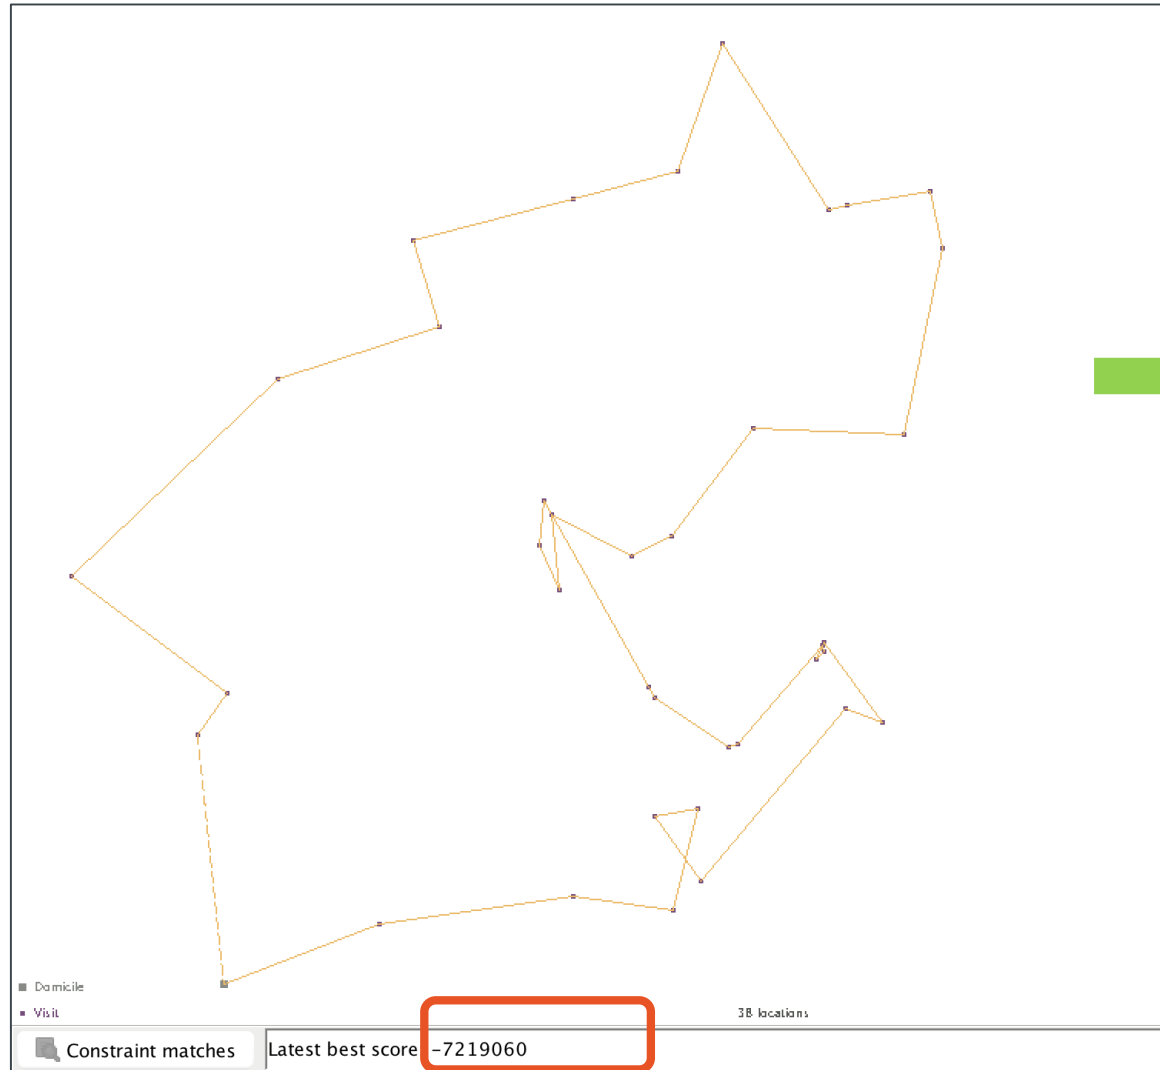 Domicile
Visit
38 locations
Constraint matches
Latest best score: -7219060